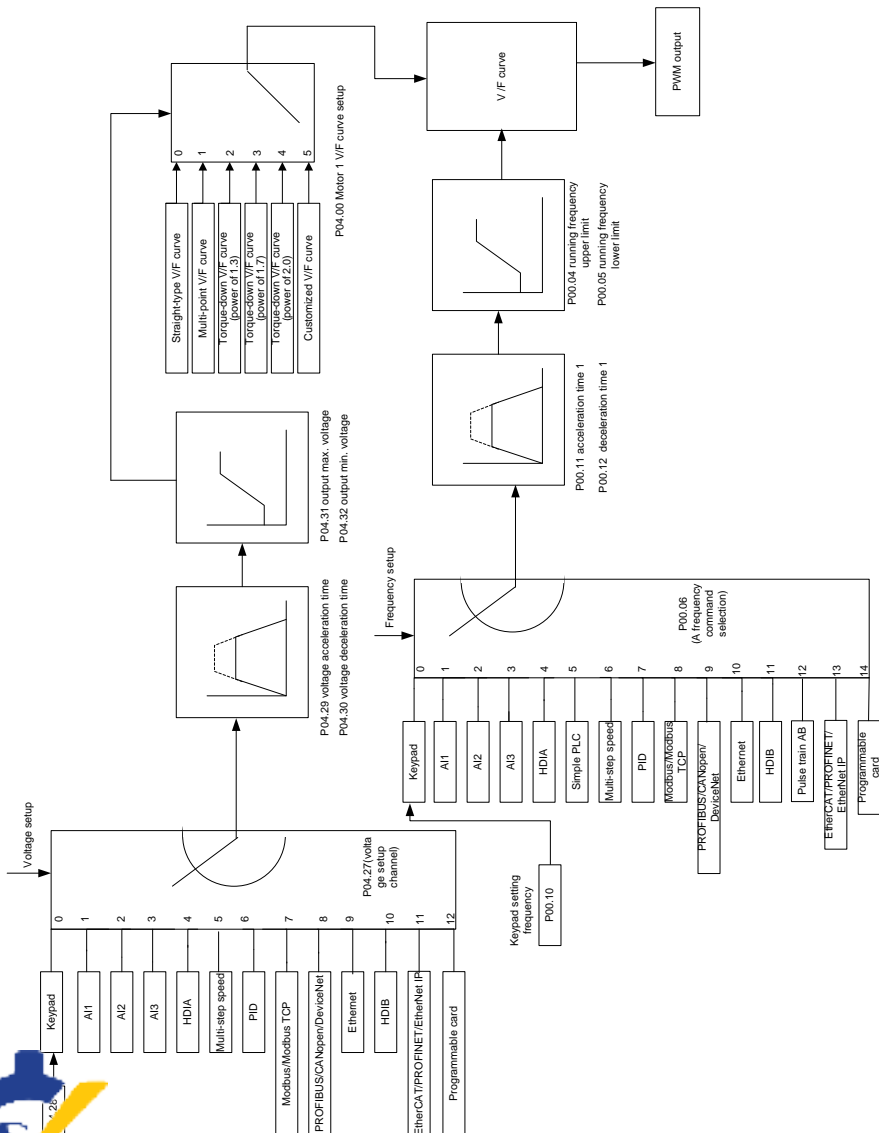 Voltage setup
Keypad
AI1
AI2
AI3
HDIA
Multi-step speed
PID
Modbus/Modbus TCP
PROFIBUS/CANopen/DeviceNet
Ethernet
HDIB
EtherCAT/PROFINET/EtherNet IP
Programmable card
0
1
2
3
4
5
6
7
8
9
10
11
12
P04.27(volta
ge setup
channel)
P04.29 voltage acceleration time
P04.30 voltage deceleration time
P04.31 output max. voltage
P04.32 output min. voltage
Straight-type V/F curve
Multi-point V/F curve
Torque-down V/F curve
(power of 1.3)
Torque-down V/F curve
(power of 1.7)
Torque-down V/F curve
(power of 2.0)
Customized V/F curve
0
1
2
3
4
5
P04.00 Motor 1 V/F curve setup
Keypad setting
frequency
P00.10
Frequency setup
Keypad
AI1
AI2
AI3
HDIA
Simple PLC
Multi-step speed
PID
Modbus/Modbus
TCP
PROFIBUS/CANopen/
DeviceNet
Ethernet
HDIB
Pulse train AB
EtherCAT/PROFINET/
EtherNet IP
Programmable
card
0
1
2
3
4
5
6
7
8
9
10
11
12
13
14
P00.06
(A frequency
command
selection)
P00.11 acceleration time 1
P00.12 deceleration time 1
P00.04 running frequency
upper limit
P00.05 running frequency
lower limit
V /F curve
PWM output